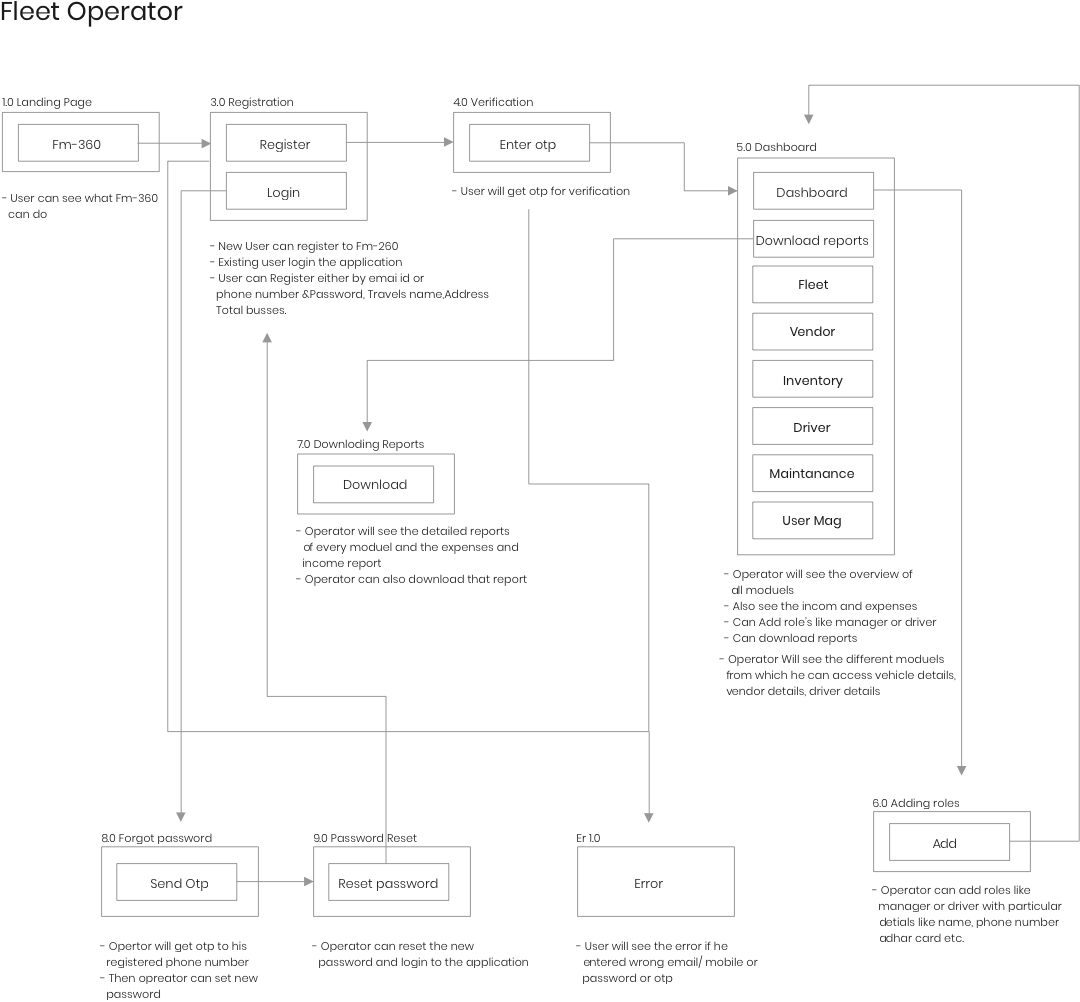 Fleet Operator
1.0 Landing Page
Fm-360
- User can see what Fm-360
can do
3.0 Registration
Register
Login
- New User can register to Fm-260
- Existing user login the application
- User can Register either by emai id or
phone number &Password, Travels name,Address
Total busses.
4.0 Verification
Enter otp
- User will get otp for verification
5.0 Dashboard
Dashboard
Download reports
Fleet
Vendor
Inventory
Driver
Maintanance
User Mag
- Operator will see the overview of
all moduels
- Also see the incom and expenses
- Can Add role's like manager or driver
- Can download reports
- Operator Will see the different moduels
from which he can access vehicle details,
vendor details, driver details
7.0 Downloding Reports
Download
- Operator will see the detailed reports
of every moduel and the expenses and
income report
- Operator can also download that report
6.0 Adding roles
Add
- Operator can add roles like
manager or driver with particular
detials like name, phone number
adhar card etc.
8.0 Forgot password
Send Otp
- Opertor will get otp to his
registered phone number
- Then opreator can set new
password
9.0 Password Reset
Reset password
- Operator can reset the new
password and login to the application
Er 1.0
Error
- User will see the error if he
entered wrong email/ mobile or
password or otp